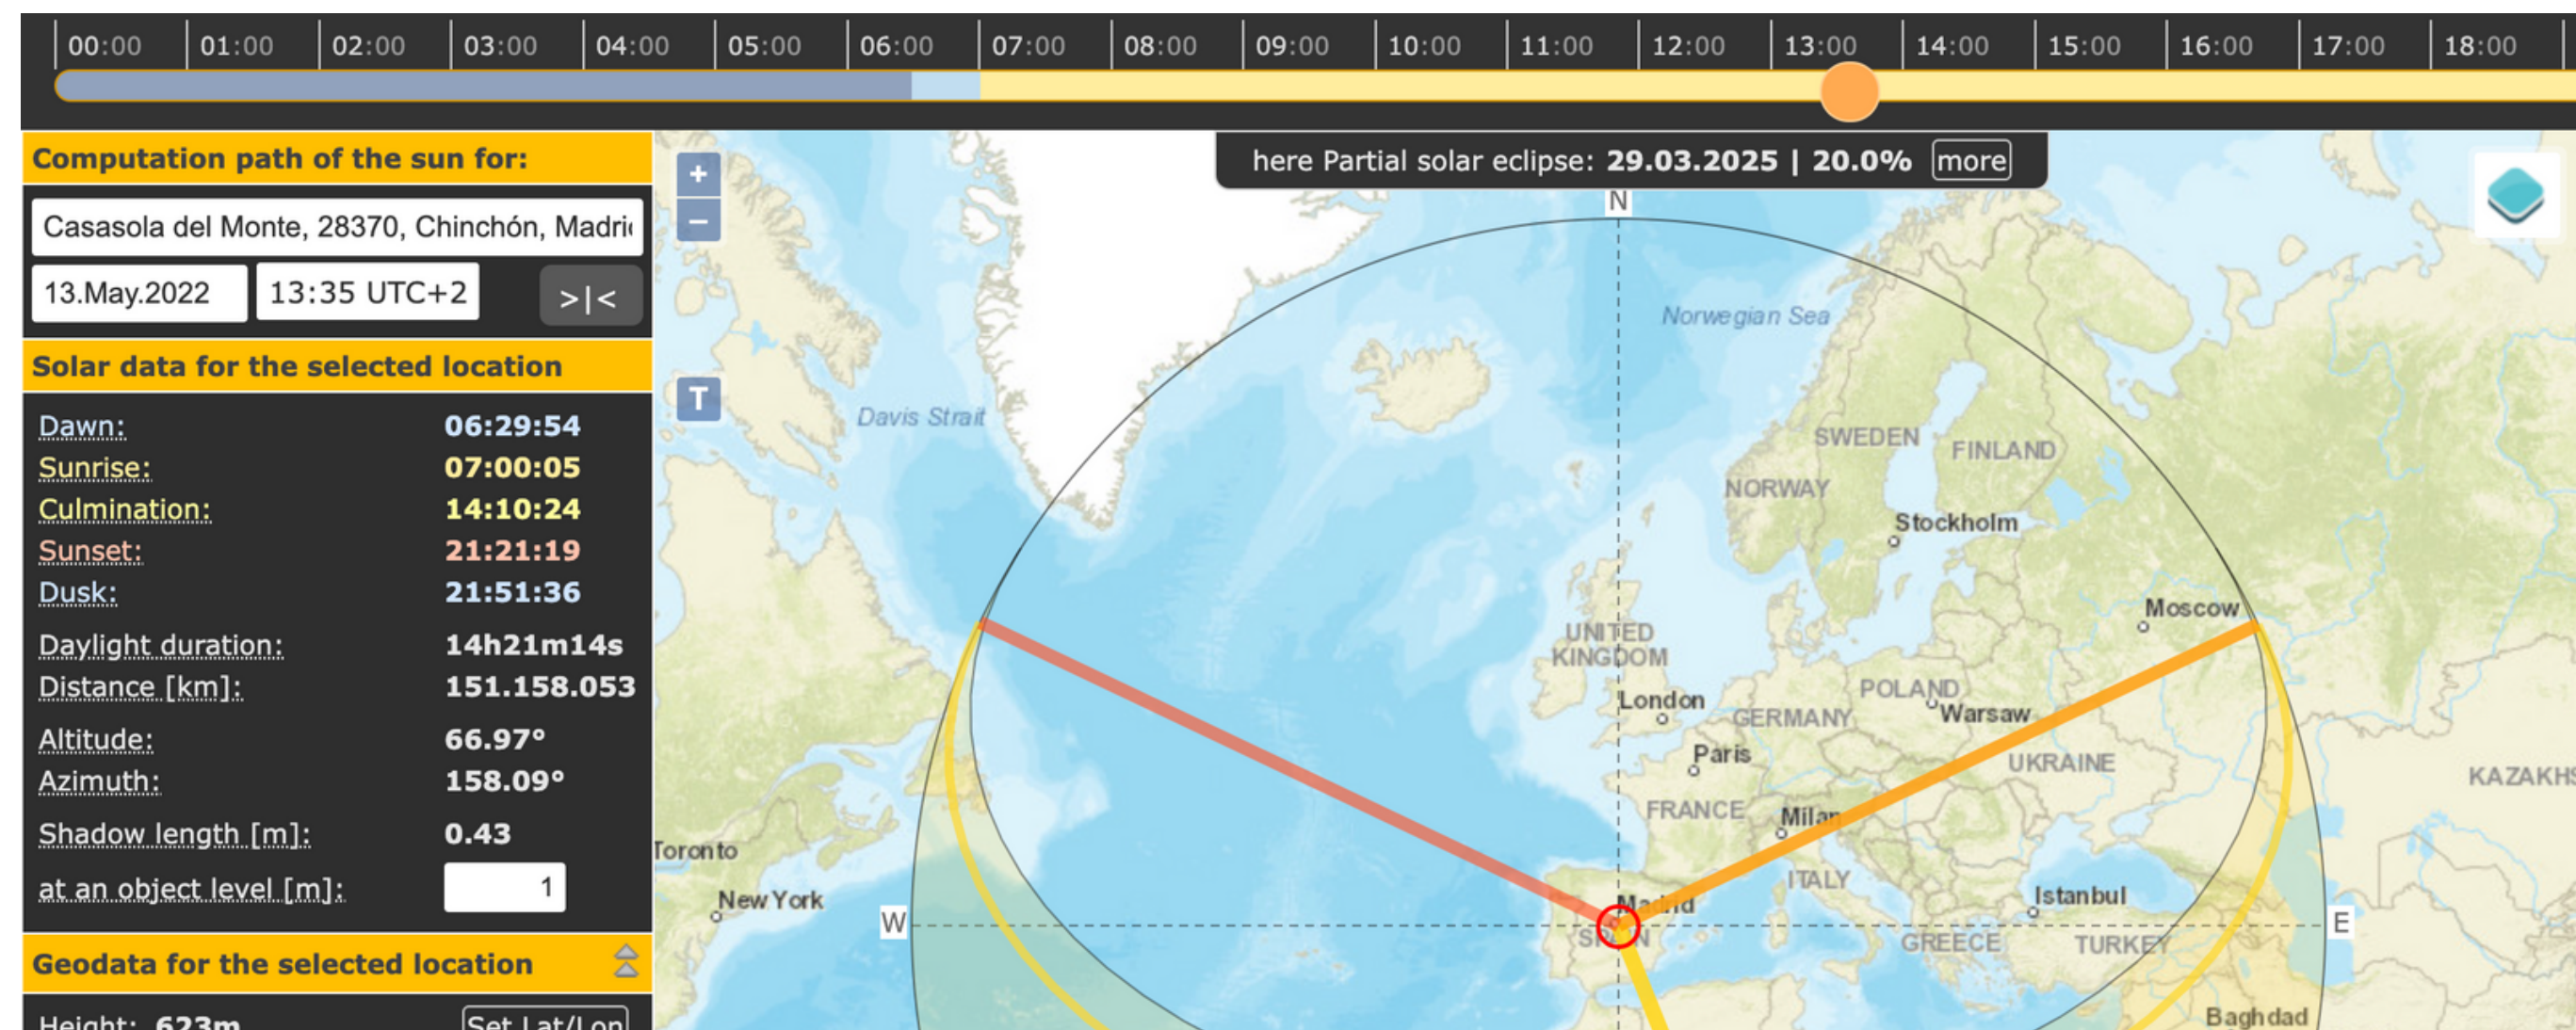 00:00 01:00 02:00 03:00 04:00 05:00 06:00 07:00 08:00 09:00 10:00 11:00 12:00 13:00 14:00 15:00 16:00 17:00 18:00
Computation path of the sun for:
Casasola del Monte, 28370, Chinchón, Madri
13.May.2022 13:35 UTC+2 >|<
Solar data for the selected location
Dawn: 06:29:54
Sunrise: 07:00:05
Culmination: 14:10:24
Sunset: 21:21:19
Dusk: 21:51:36
Daylight duration: 14h21m14s
Distance [km]: 151.158.053
Altitude: 66.97°
Azimuth: 158.09°
Shadow length [m]: 0.43
at an object level [m]: 1
Geodata for the selected location
Height: 623m Set Lat/Lon
+
−
T
here Partial solar eclipse: 29.03.2025 | 20.0% more
N
Norwegian Sea
Davis Strait
SWEDEN
FINLAND
NORWAY
Stockholm
Moscow
UNITED
KINGDOM
London
POLAND
Warsaw
GERMANY
Paris
UKRAINE
KAZAKHS
FRANCE
Milan
Toronto
ITALY
New York
Istanbul
Madrid
W
E
SPAIN
GREECE
TURKEY
Baghdad